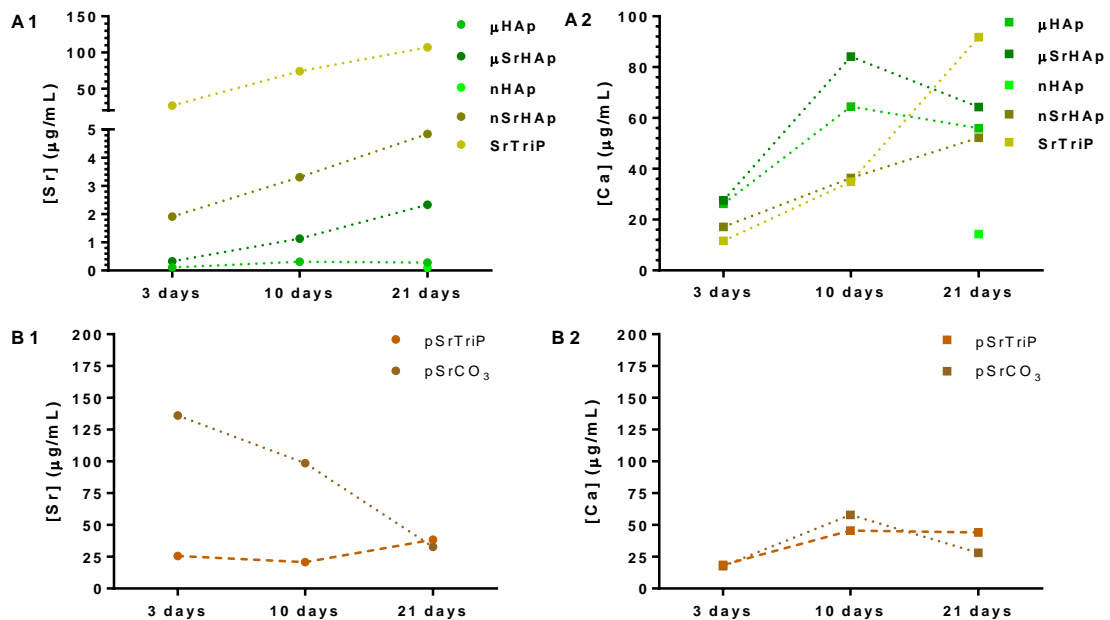 A1
[Sr] (µg/mL)
150
100
50
5
4
3
2
1
0
3 days 10 days 21 days
µHAp
µSrHAp
nHAp
nSrHAp
SrTriP
A2
[Ca] (µg/mL)
100
80
60
40
20
0
3 days 10 days 21 days
µHAp
µSrHAp
nHAp
nSrHAp
SrTriP
B1
[Sr] (µg/mL)
200
175
150
125
100
75
50
25
0
3 days 10 days 21 days
pSrTriP
pSrCO₃
B2
[Ca] (µg/mL)
200
175
150
125
100
75
50
25
0
3 days 10 days 21 days
pSrTriP
pSrCO₃